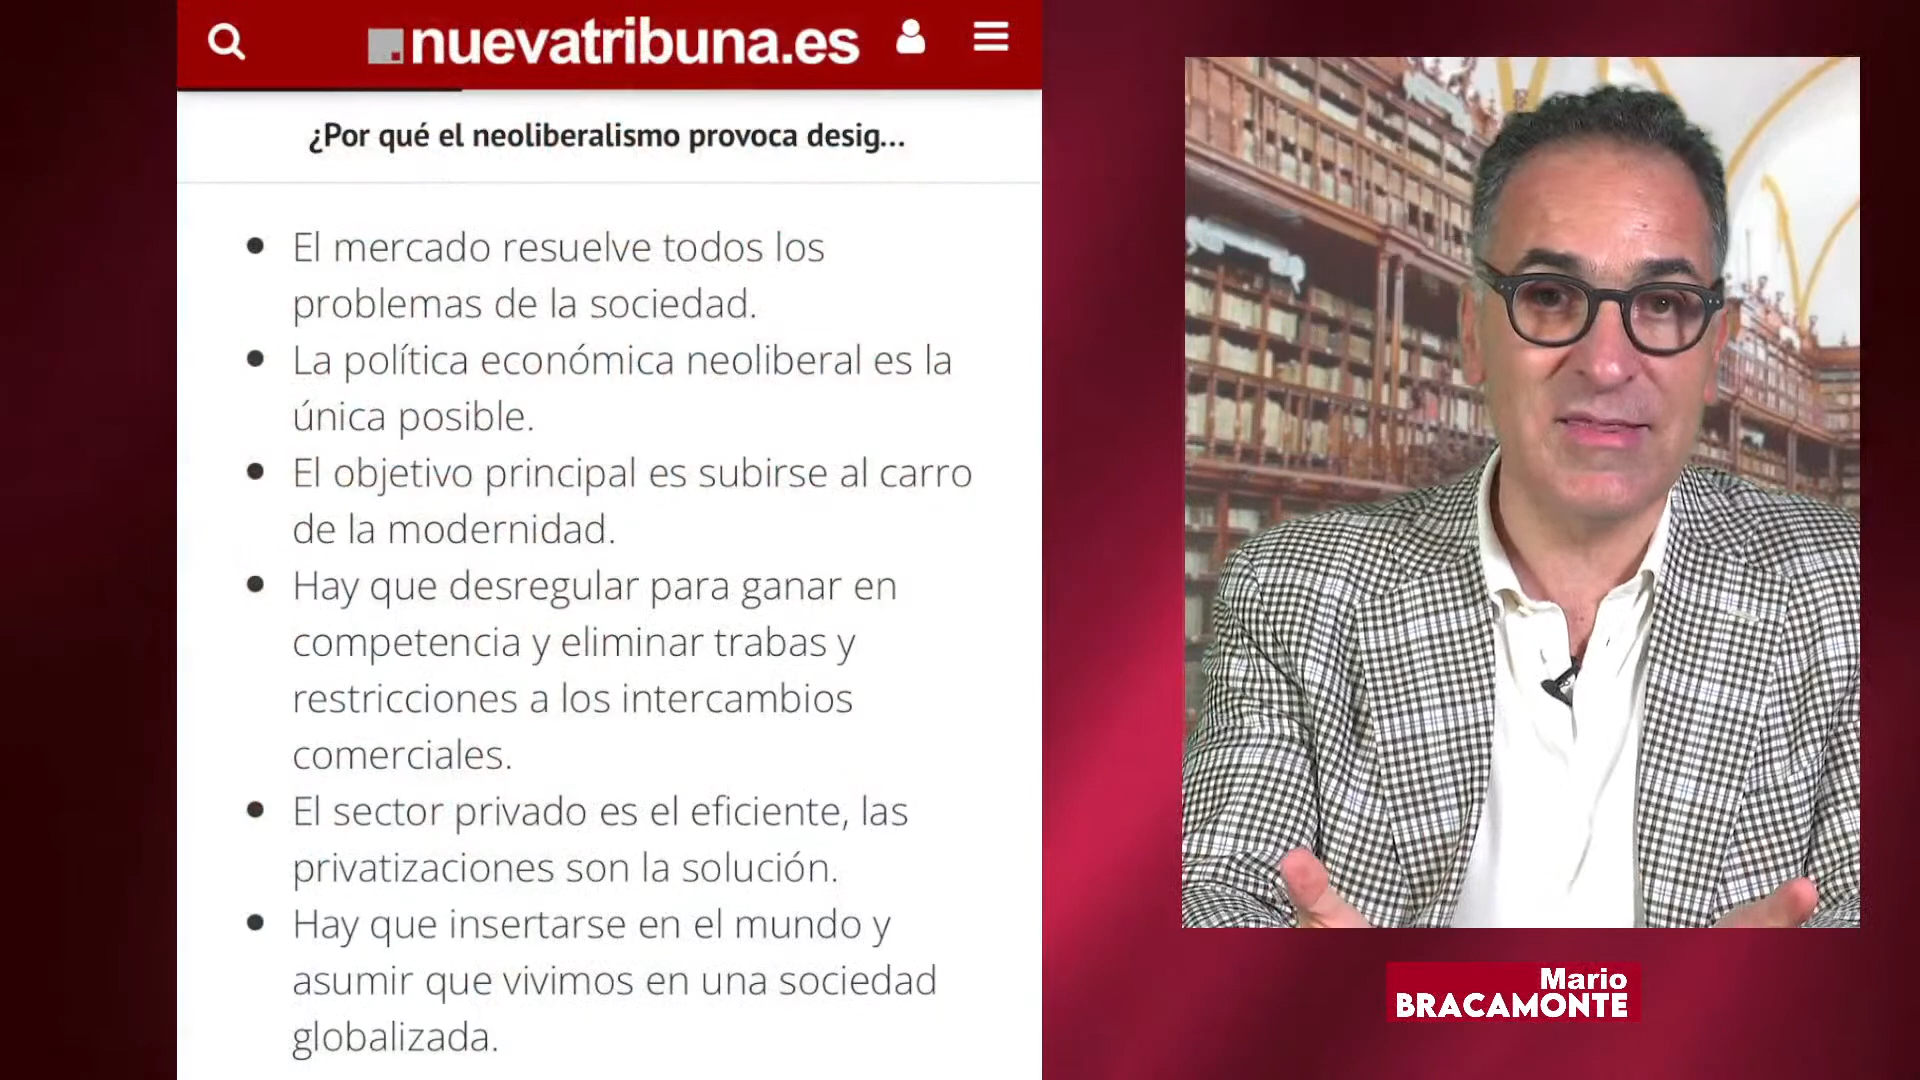 nuevatribuna.es
¿Por qué el neoliberalismo provoca desig...
El mercado resuelve todos los
problemas de la sociedad.
La política económica neoliberal es la
única posible.
El objetivo principal es subirse al carro
de la modernidad.
Hay que desregular para ganar en
competencia y eliminar trabas y
restricciones a los intercambios
comerciales.
El sector privado es el eficiente, las
privatizaciones son la solución.
Hay que insertarse en el mundo y
asumir que vivimos en una sociedad
globalizada.
Mario
BRACAMONTE